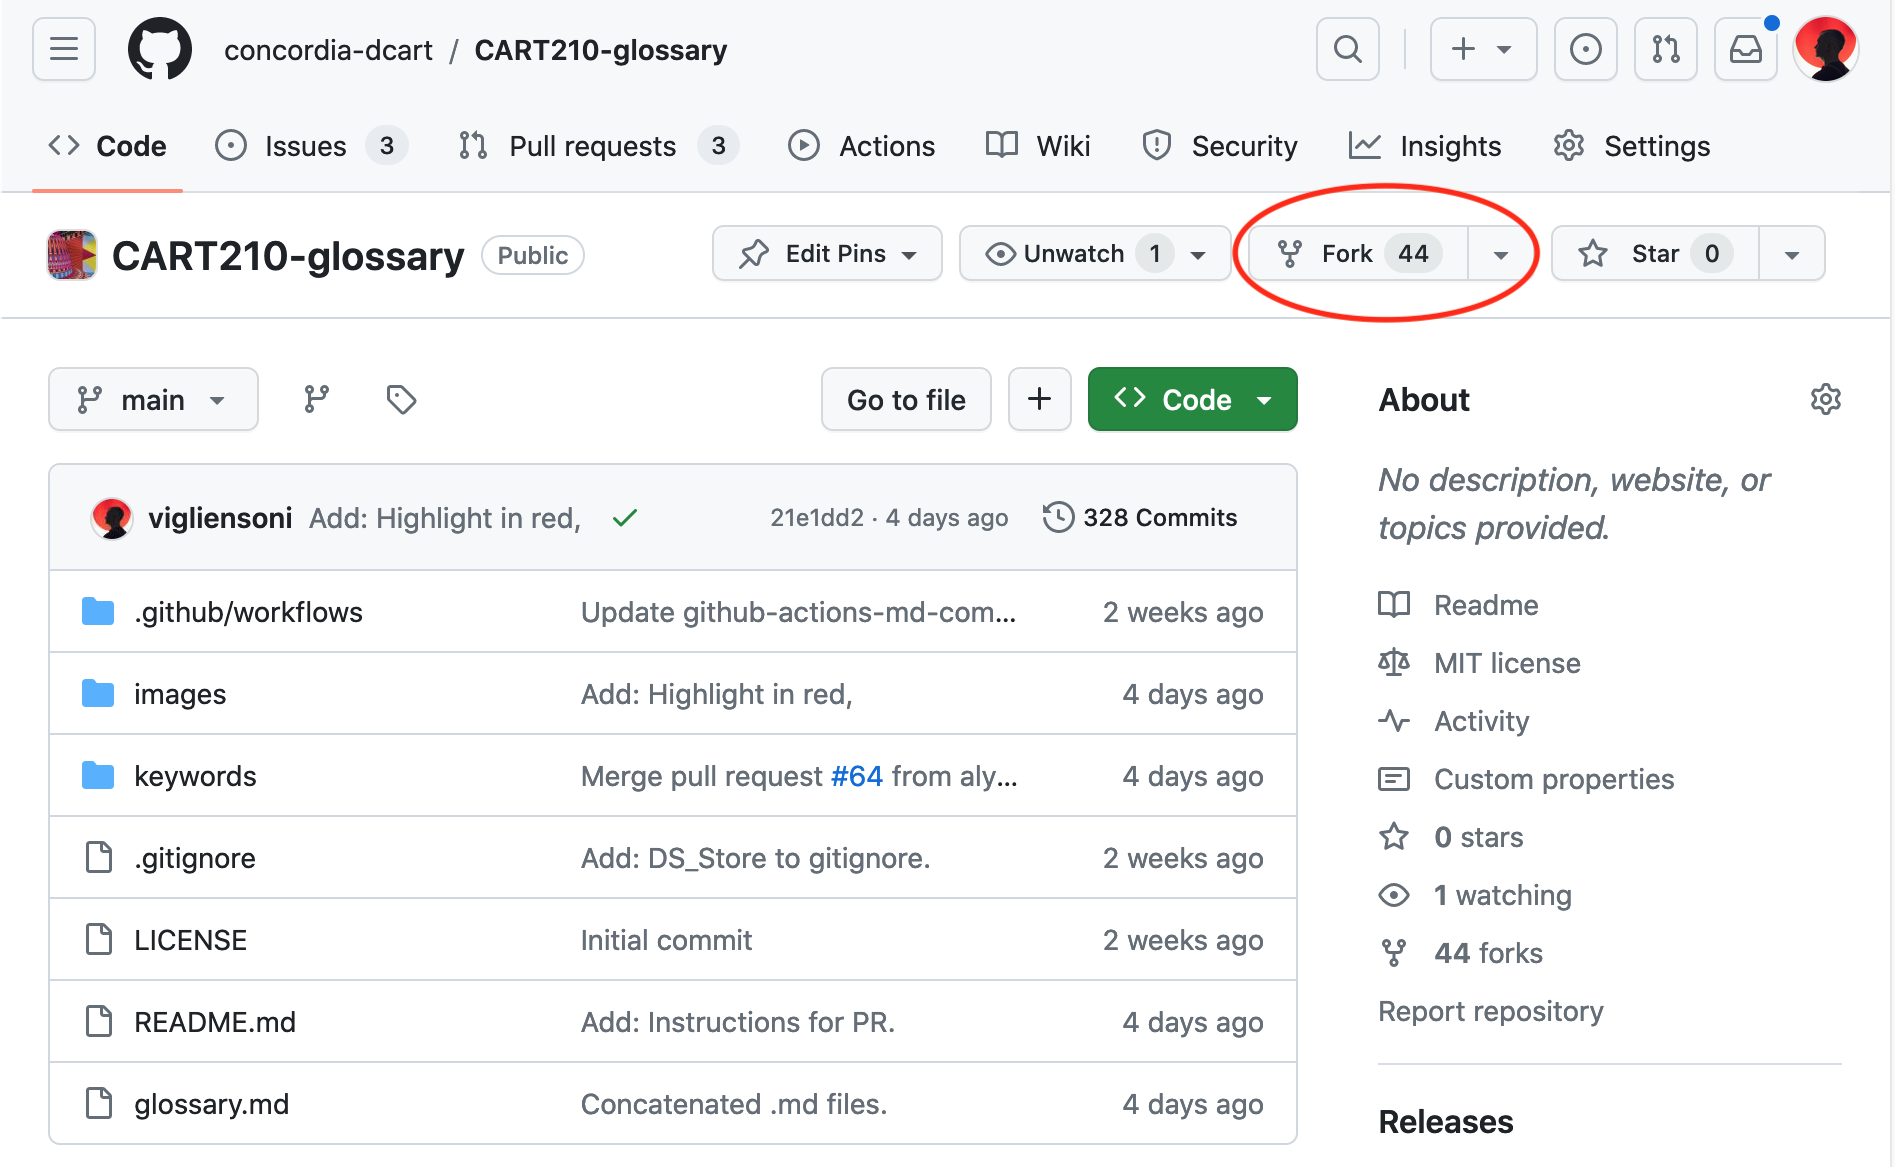 concordia-dcart / CART210-glossary
Code Issues 3 Pull requests 3 Actions Wiki Security Insights Settings
CART210-glossary Public Edit Pins Unwatch 1 Fork 44 Star 0
main Go to file + Code
vigliensoni Add: Highlight in red, 21e1dd2 · 4 days ago 328 Commits
.github/workflows Update github-actions-md-com... 2 weeks ago
images Add: Highlight in red, 4 days ago
keywords Merge pull request #64 from aly... 4 days ago
.gitignore Add: DS_Store to gitignore. 2 weeks ago
LICENSE Initial commit 2 weeks ago
README.md Add: Instructions for PR. 4 days ago
glossary.md Concatenated .md files. 4 days ago
About
No description, website, or
topics provided.
Readme
MIT license
Activity
Custom properties
0 stars
1 watching
44 forks
Report repository
Releases